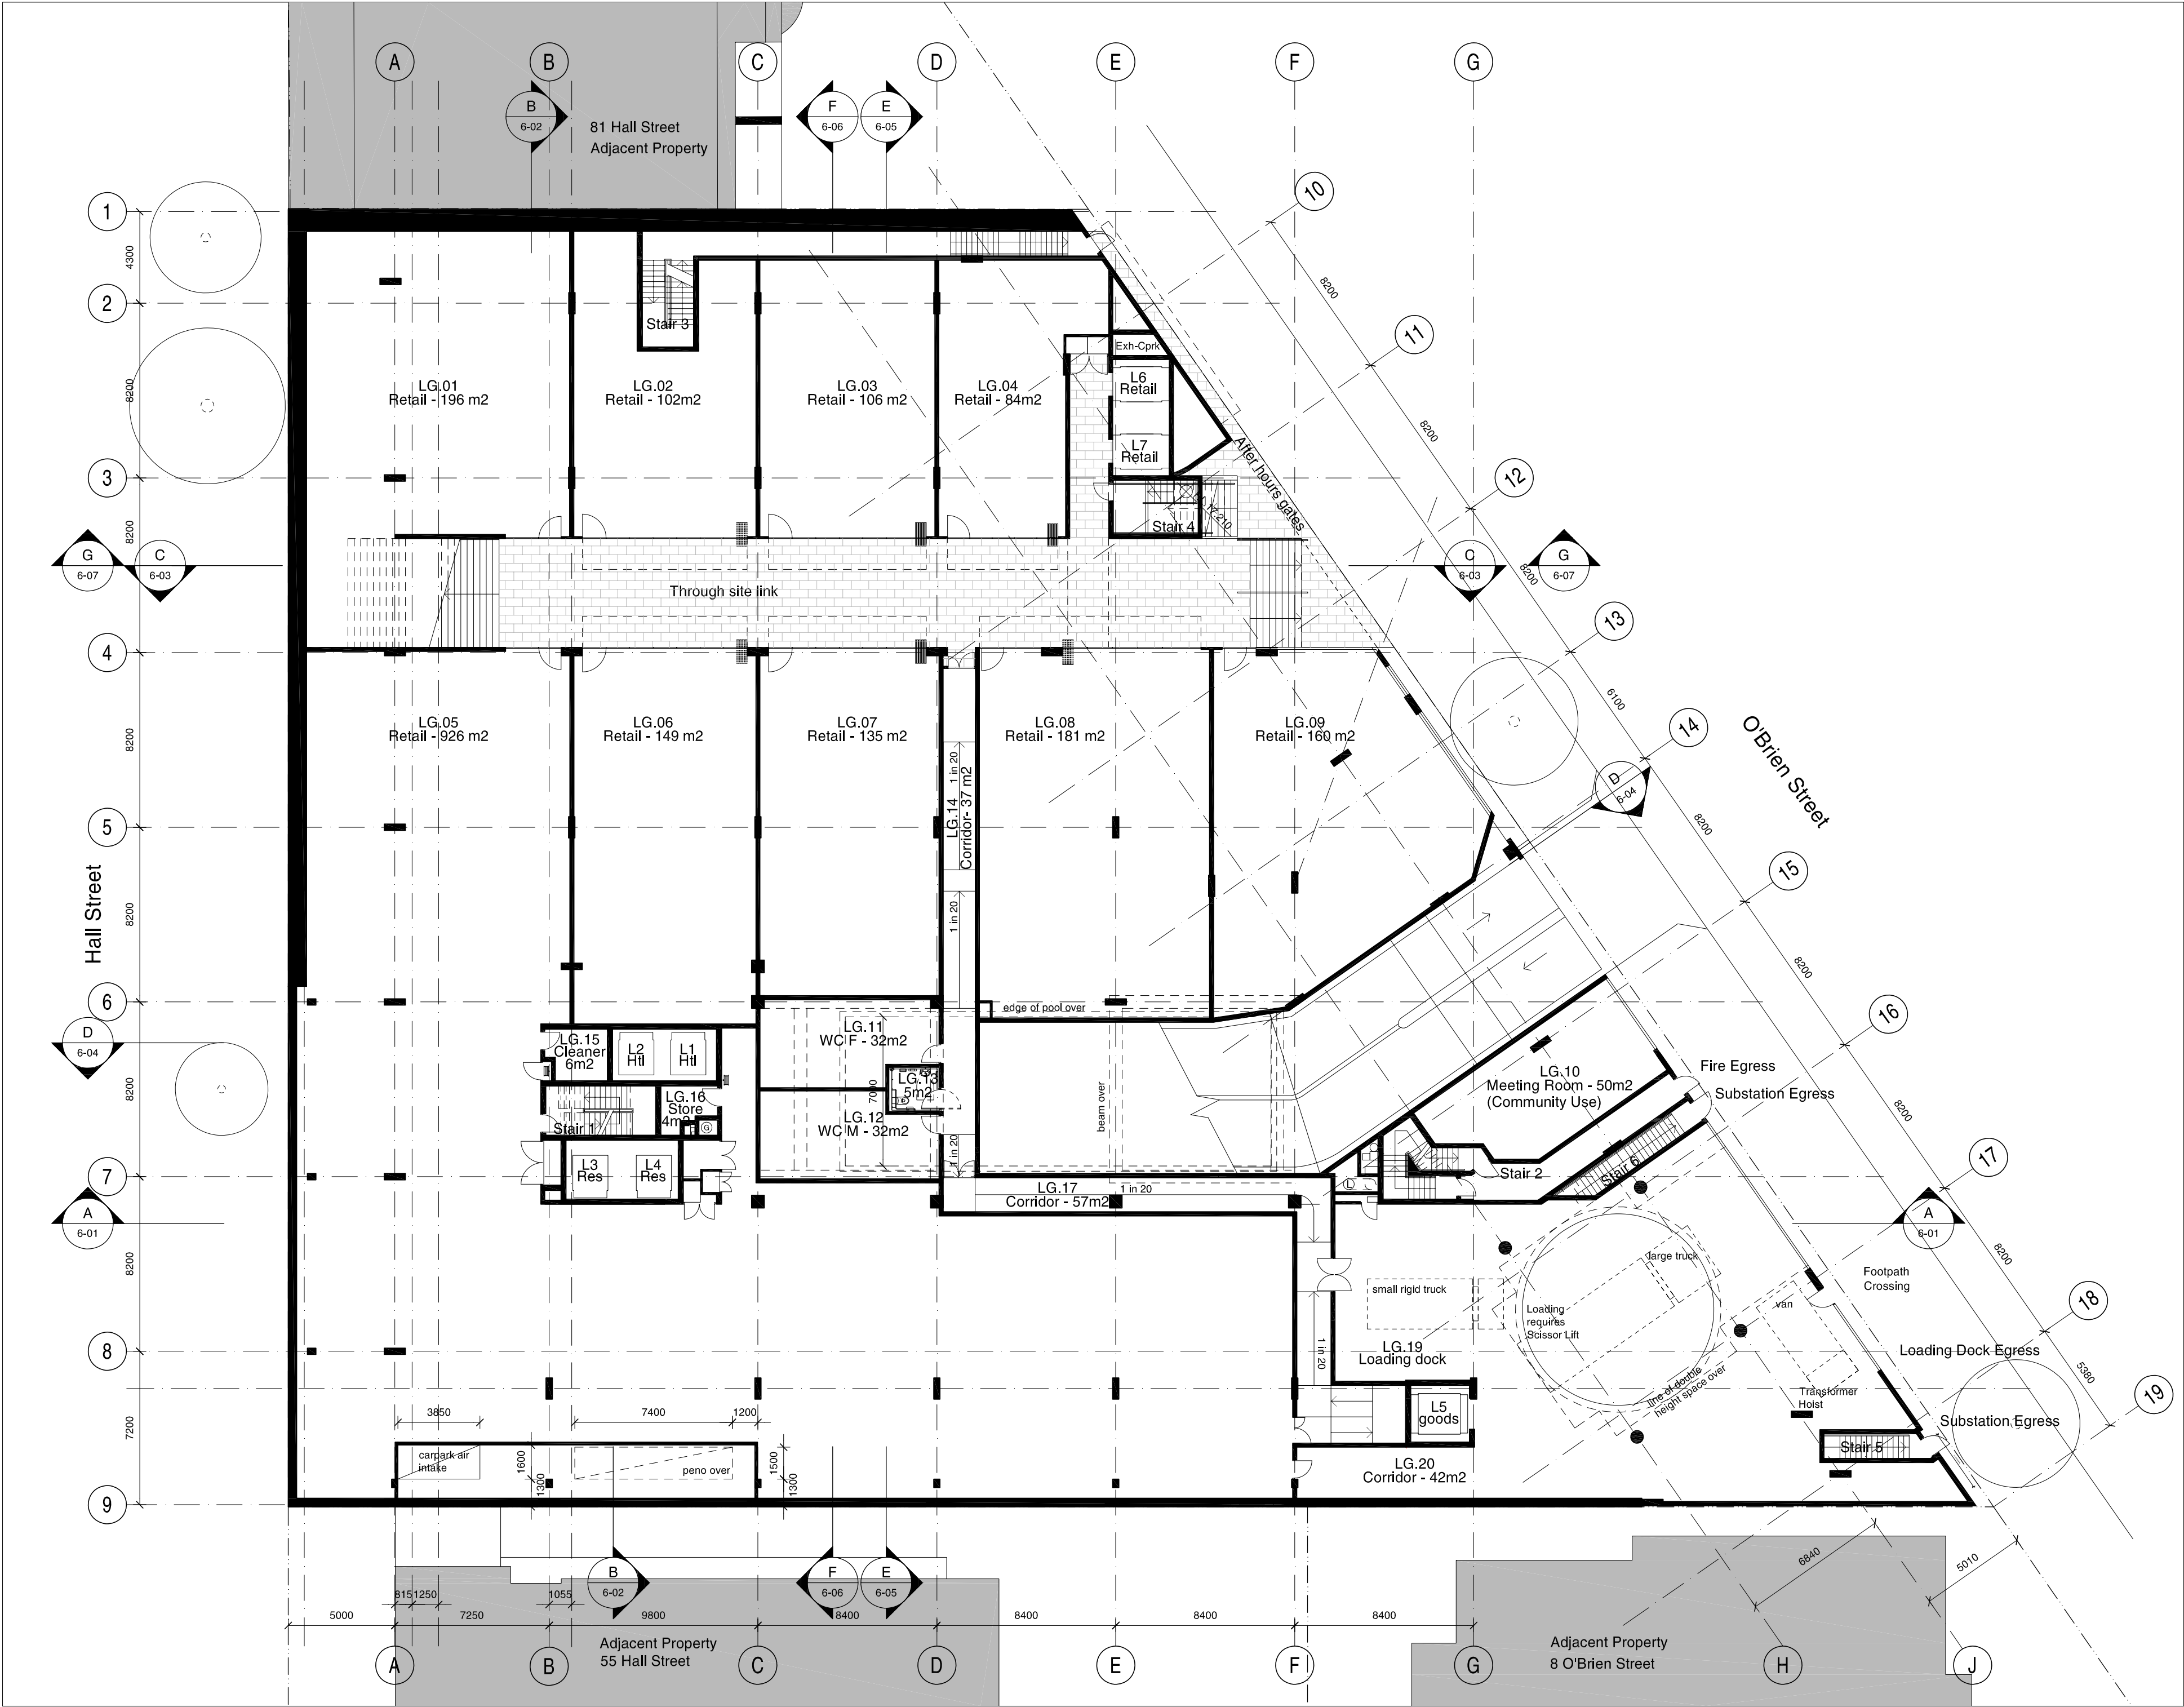 A
B
C
D
E
F
G
B
6-02
F
6-06
E
6-05
81 Hall Street
Adjacent Property
10
1
4300
2
8200
11
Stair 3
Exh-Cprk
8200
LG.01
Retail - 196 m2
LG.02
Retail - 102m2
LG.03
Retail - 106 m2
LG.04
Retail - 84m2
L6
Retail
L7
Retail
8200
After hours gates
3
12
Stair 4
17.210
8200
G
6-07
C
6-03
C
6-03
G
6-07
8200
Through site link
13
4
6100
LG.05
Retail - 926 m2
LG.06
Retail - 149 m2
LG.07
Retail - 135 m2
LG.08
Retail - 181 m2
LG.09
Retail - 160 m2
14
O'Brien Street
8200
1 in 20
LG.14
Corridor- 37 m2
D
6-04
5
8200
15
Hall Street
8200
1 in 20
8200
6
edge of pool over
16
D
6-04
LG.11
WC F - 32m2
LG.15
Cleaner
6m2
L2
Htl
L1
Htl
LG.13
5m2
7000
LG.10
Meeting Room - 50m2
(Community Use)
Fire Egress
Substation Egress
8200
8200
LG.16
Store
4m2
G
Stair 1
LG.12
WC M - 32m2
beam over
1 in 20
L3
Res
L4
Res
7
Stair 2
Stair 6
17
LG.17
Corridor - 57m2
1 in 20
A
6-01
A
6-01
8200
8200
large truck
small rigid truck
Footpath
Crossing
van
Loading
requires
Scissor Lift
18
8
1 in 20
LG.19
Loading dock
Loading Dock Egress
5380
line of double
height space over
Transformer
Hoist
19
3850
7400
1200
7200
L5
goods
Substation Egress
carpark air
intake
1600
1300
peno over
1500
1300
Stair 5
LG.20
Corridor - 42m2
9
6840
5010
B
6-02
F
6-06
E
6-05
815
1250
1055
5000
7250
9800
8400
8400
8400
8400
Adjacent Property
55 Hall Street
Adjacent Property
8 O'Brien Street
A
B
C
D
E
F
G
H
J